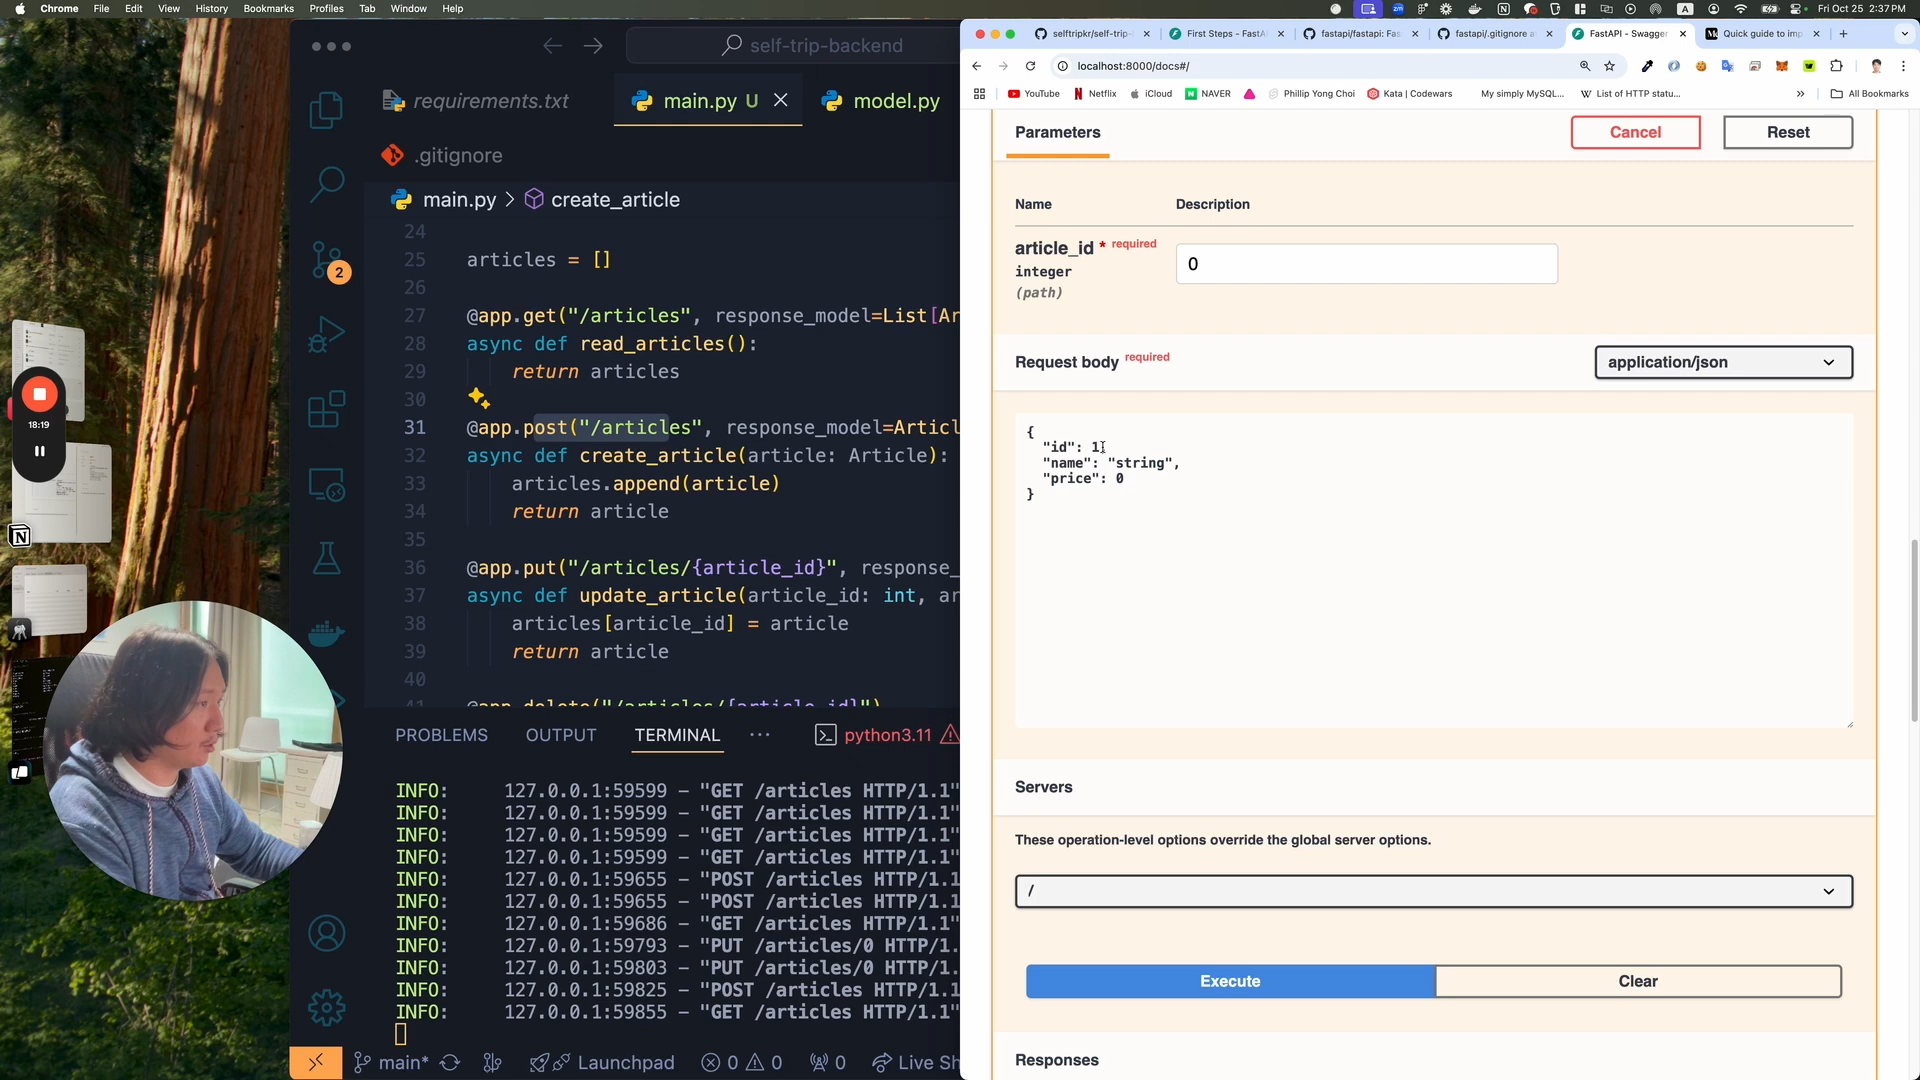 Chrome File Edit View History Bookmarks Profiles Tab Window Help
Fri Oct 25 2:37PM
self-trip-backend
requirements.txt
main.py U
model.py
.gitignore
main.py > create_article
24
25 articles = []
26
27 @app.get("/articles", response_model=List[Ar
28 async def read_articles():
29 return articles
30
31 @app.post("/articles", response_model=Articl
32 async def create_article(article: Article):
33 articles.append(article)
34 return article
35
36 @app.put("/articles/{article_id}", response_
37 async def update_article(article_id: int, ar
38 articles[article_id] = article
39 return article
40
41 @app.delete("/articles/{article_id}")
PROBLEMS OUTPUT TERMINAL ··· python3.11
INFO: 127.0.0.1:59599 - "GET /articles HTTP/1.1"
INFO: 127.0.0.1:59599 - "GET /articles HTTP/1.1"
INFO: 127.0.0.1:59599 - "GET /articles HTTP/1.1"
INFO: 127.0.0.1:59599 - "GET /articles HTTP/1.1"
INFO: 127.0.0.1:59655 - "POST /articles HTTP/1.1
INFO: 127.0.0.1:59655 - "POST /articles HTTP/1.1
INFO: 127.0.0.1:59686 - "GET /articles HTTP/1.1"
INFO: 127.0.0.1:59793 - "PUT /articles/0 HTTP/1.
INFO: 127.0.0.1:59803 - "PUT /articles/0 HTTP/1.
INFO: 127.0.0.1:59825 - "POST /articles HTTP/1.1
INFO: 127.0.0.1:59855 - "GET /articles HTTP/1.1"
main* Launchpad 0 0 0 Live Sh
2
18:19
selftripkr/self-trip- First Steps - FastA fastapi/fastapi: Fas fastapi/.gitignore a FastAPI - Swagger Quick guide to imp
localhost:8000/docs#/
YouTube Netflix iCloud NAVER Phillip Yong Choi Kata | Codewars My simply MySQL... List of HTTP statu... » All Bookmarks
Parameters Cancel Reset
Name Description
article_id * required
0
integer
(path)
Request body required application/json
{
"id": 1,
"name": "string",
"price": 0
}
Servers
These operation-level options override the global server options.
/
Execute Clear
Responses